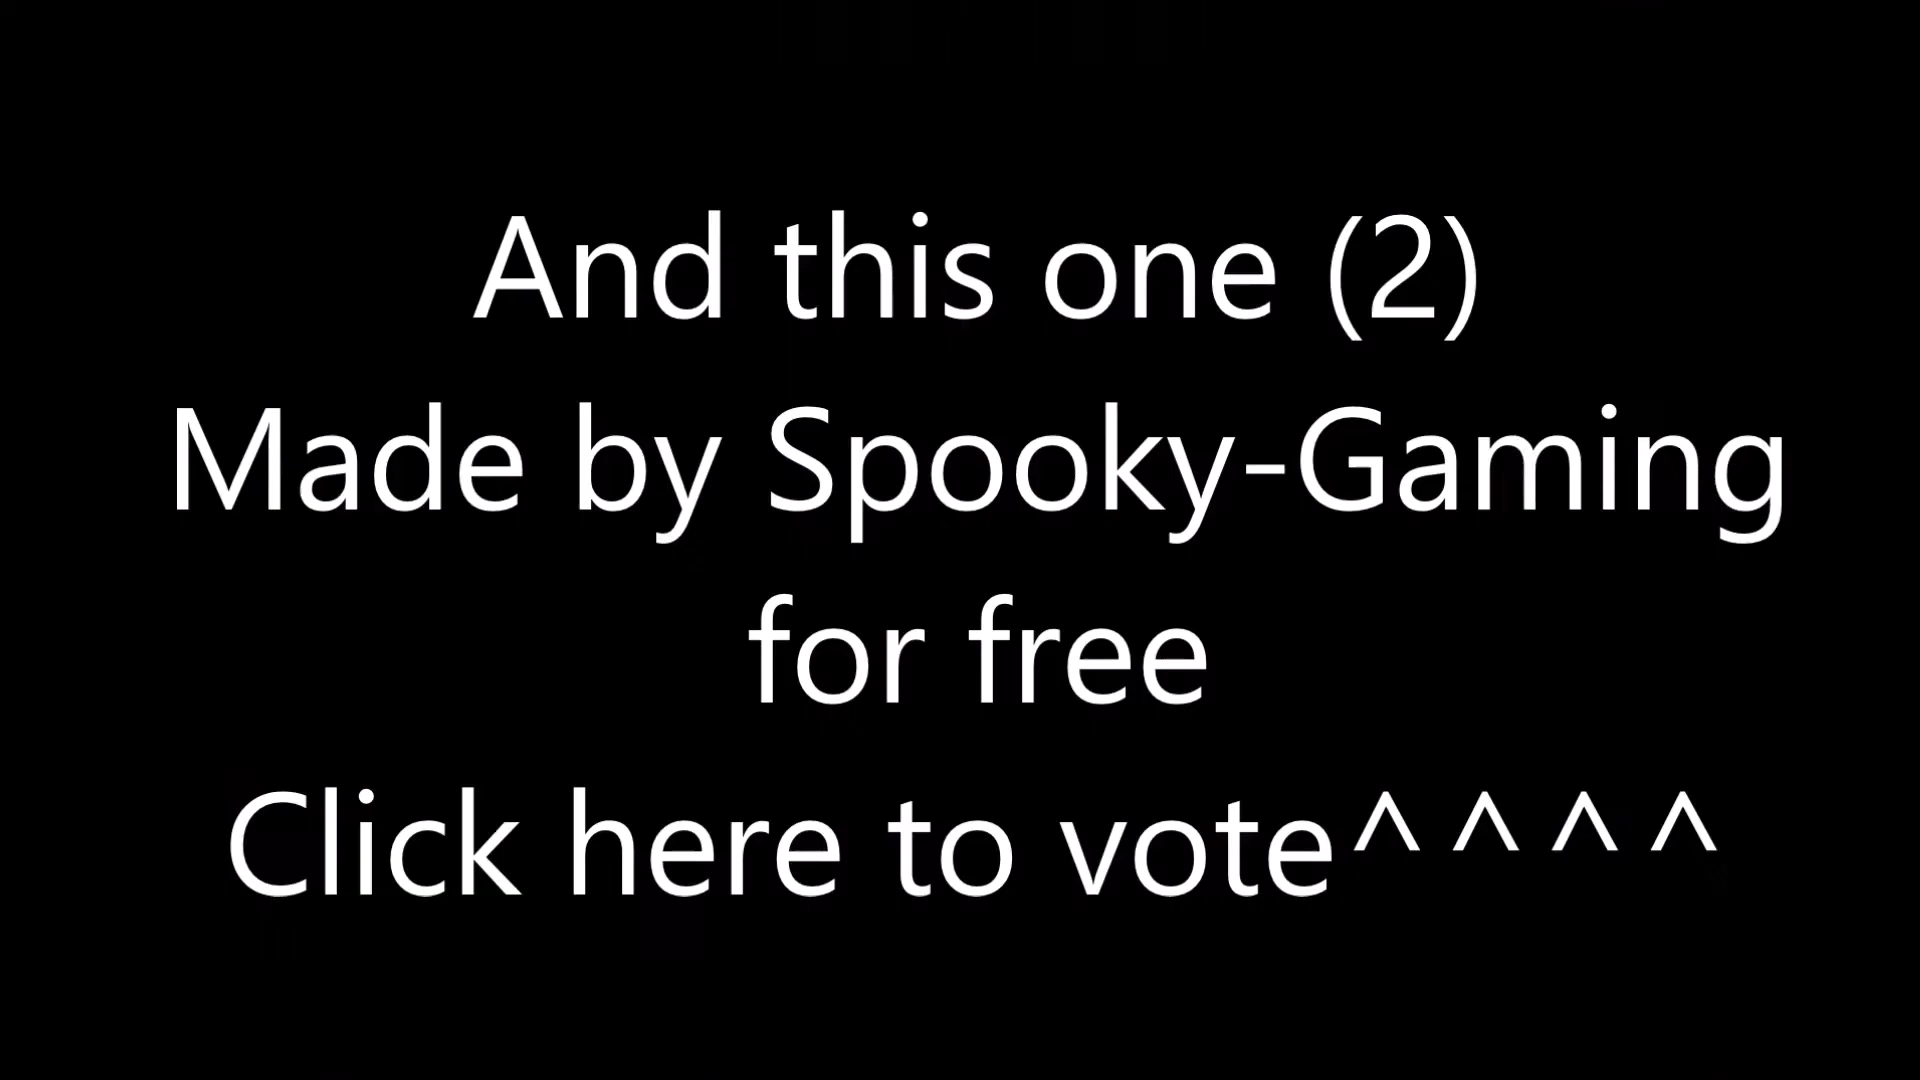 And this one (2)
Made by Spooky-Gaming
for free
Click here to vote^^^^